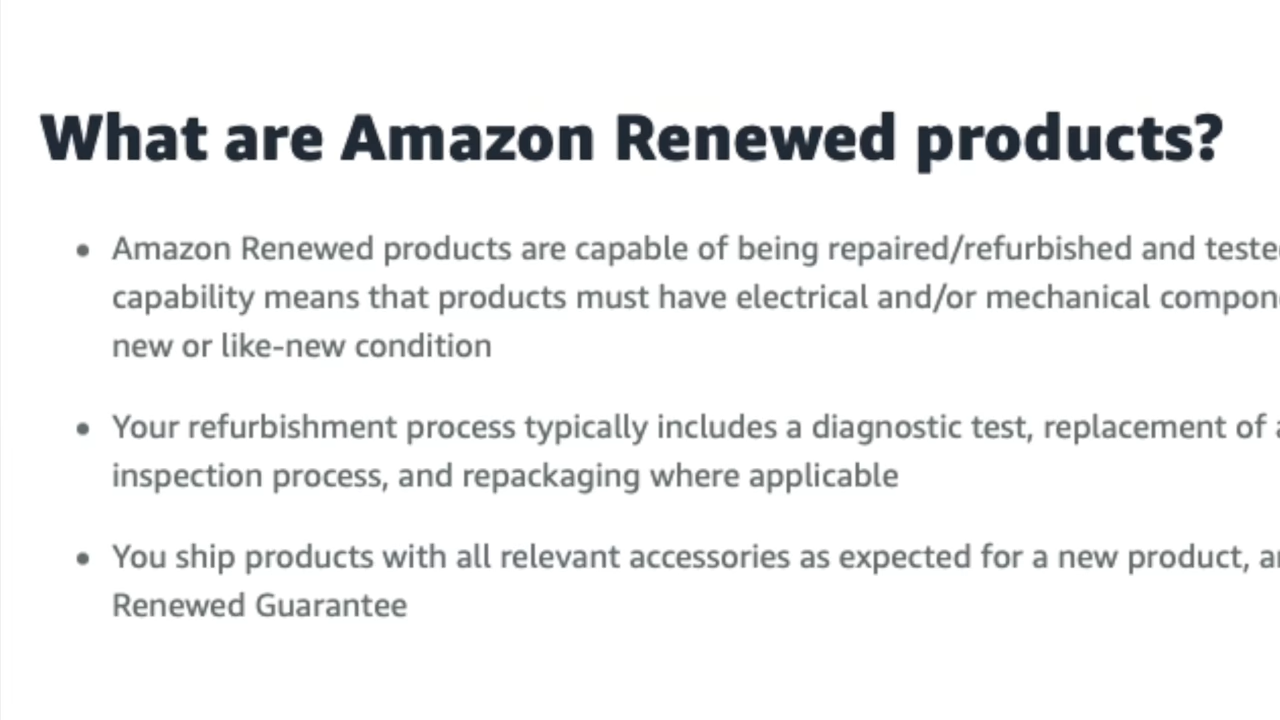 What are Amazon Renewed products?
• Amazon Renewed products are capable of being repaired/refurbished and
capability means that products must have electrical and/or mechanical
new or like-new condition
• Your refurbishment process typically includes a diagnostic test, replacement of
inspection process, and repackaging where applicable
• You ship products with all relevant accessories as expected for a new product,
Renewed Guarantee